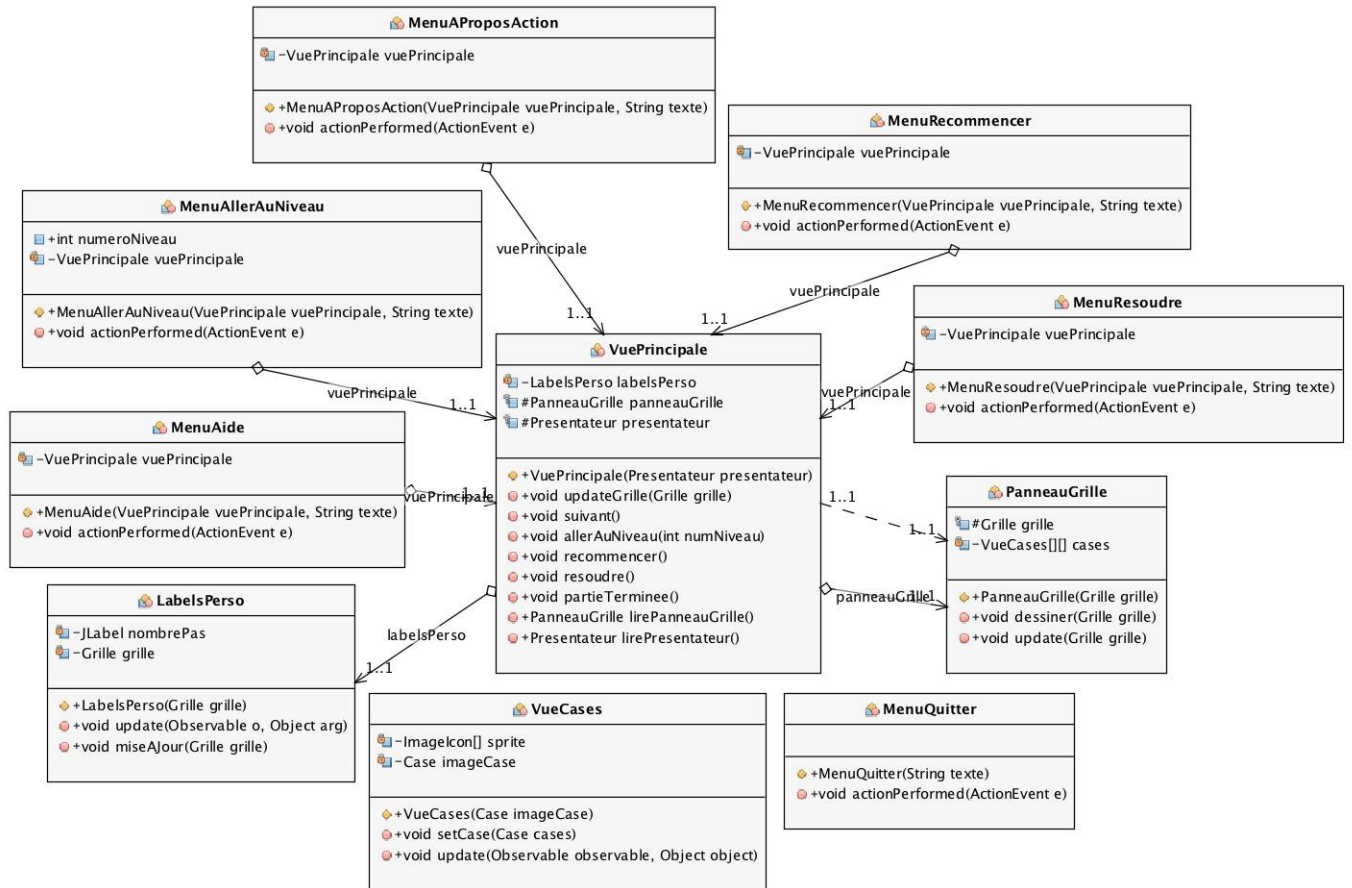 MenuAProposAction
-VuePrincipale vuePrincipale
+MenuAProposAction(VuePrincipale vuePrincipale, String texte)
+void actionPerformed(ActionEvent e)
MenuRecommencer
-VuePrincipale vuePrincipale
+MenuRecommencer(VuePrincipale vuePrincipale, String texte)
+void actionPerformed(ActionEvent e)
MenuAllerAuNiveau
+int numeroNiveau
-VuePrincipale vuePrincipale
+MenuAllerAuNiveau(VuePrincipale vuePrincipale, String texte)
+void actionPerformed(ActionEvent e)
vuePrincipale
1..1
vuePrincipale
1..1
MenuResoudre
-VuePrincipale vuePrincipale
+MenuResoudre(VuePrincipale vuePrincipale, String texte)
+void actionPerformed(ActionEvent e)
vuePrincipale
1..1
vuePrincipale
1..1
VuePrincipale
-LabelsPerso labelsPerso
#PanneauGrille panneauGrille
#Presentateur presentateur
+VuePrincipale(Presentateur presentateur)
+void updateGrille(Grille grille)
+void suivant()
+void allerAuNiveau(int numNiveau)
+void recommencer()
+void resoudre()
+void partieTerminee()
+PanneauGrille lirePanneauGrille()
+Presentateur lirePresentateur()
MenuAide
-VuePrincipale vuePrincipale
+MenuAide(VuePrincipale vuePrincipale, String texte)
+void actionPerformed(ActionEvent e)
vuePrincipale
1..1
1..1
1..1
PanneauGrille
#Grille grille
-VueCases[][] cases
+PanneauGrille(Grille grille)
+void dessiner(Grille grille)
+void update(Grille grille)
panneauGrille
1..1
LabelsPerso
-JLabel nombrePas
-Grille grille
+LabelsPerso(Grille grille)
+void update(Observable o, Object arg)
+void miseAJour(Grille grille)
labelsPerso
1..1
VueCases
-ImageIcon[] sprite
-Case imageCase
+VueCases(Case imageCase)
+void setCase(Case cases)
+void update(Observable observable, Object object)
MenuQuitter
+MenuQuitter(String texte)
+void actionPerformed(ActionEvent e)